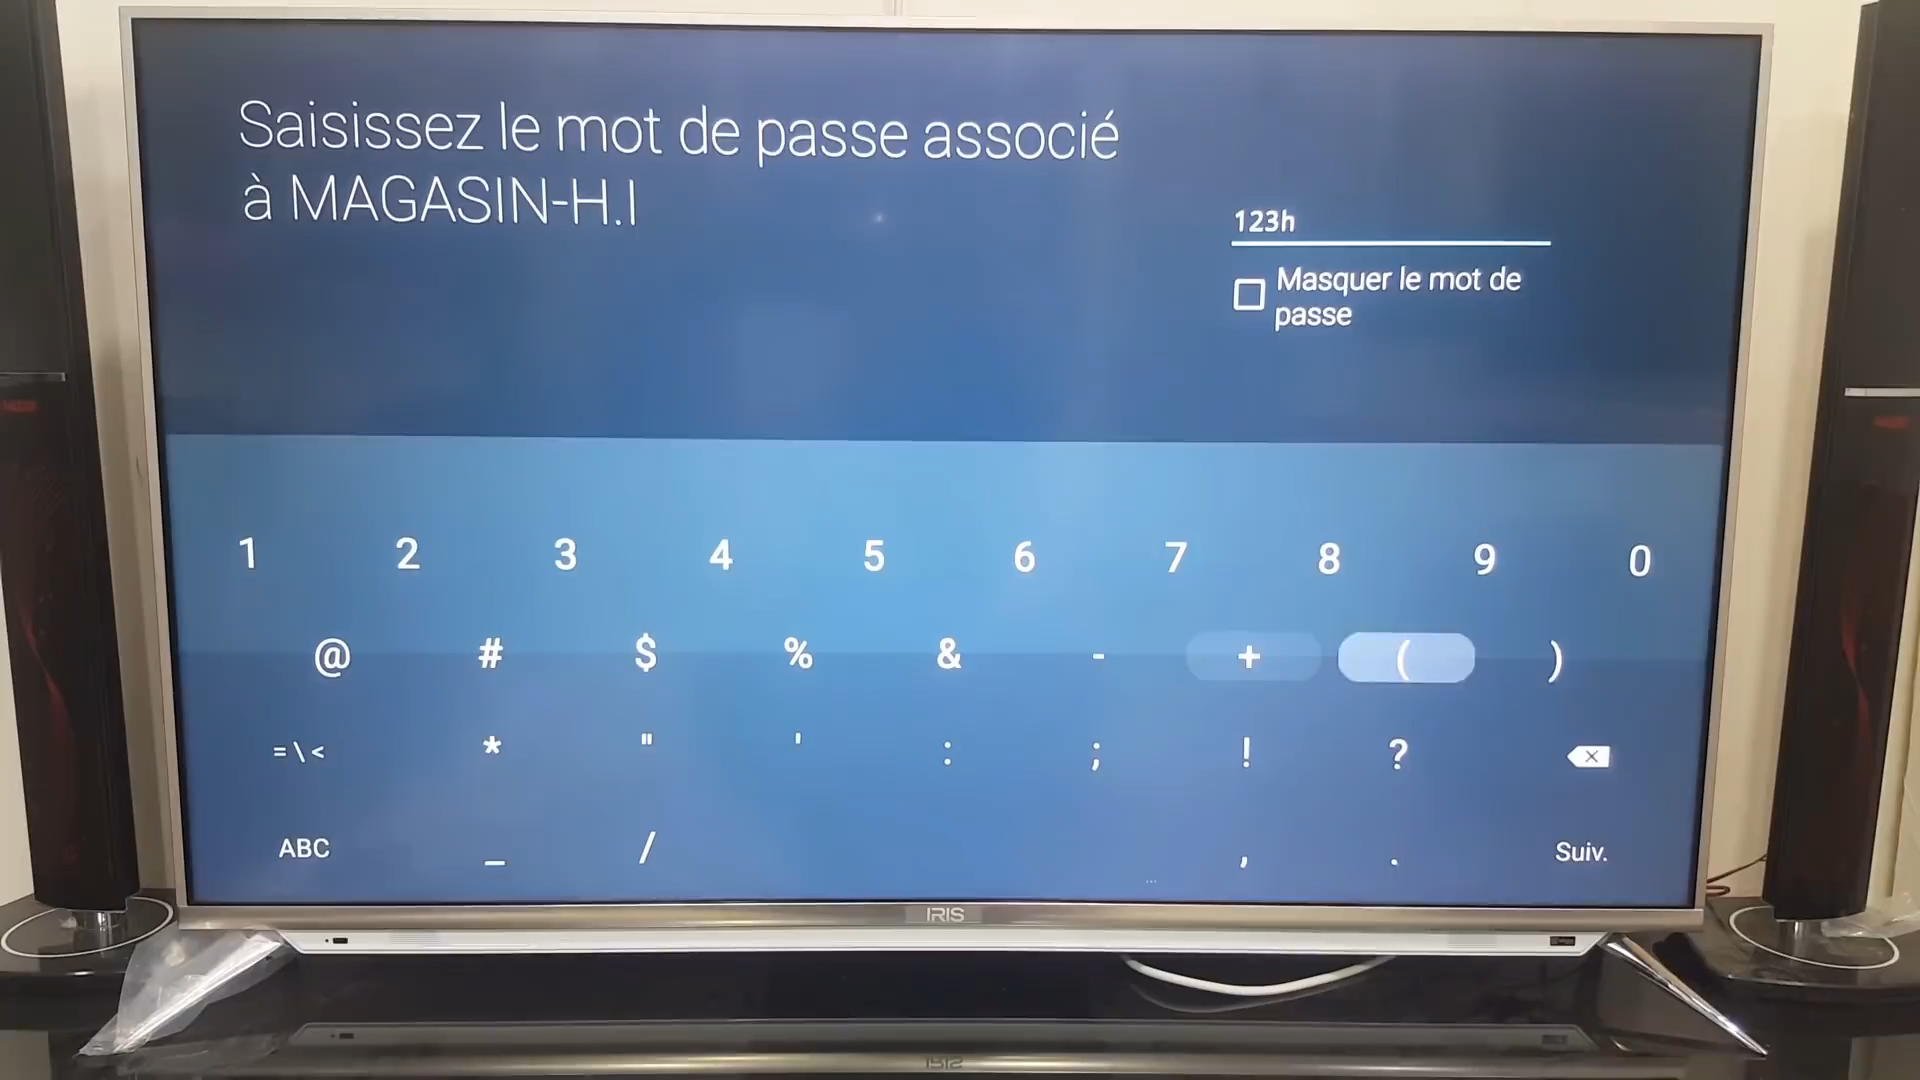 Saisissez le mot de passe associé
à MAGASIN-H.I
123h
Masquer le mot de
passe
1 2 3 4 5 6 7 8 9 0
@ # $ % & - + ( )
=\< * " ' : ; ! ?
ABC _ / , . Suiv.
IRIS